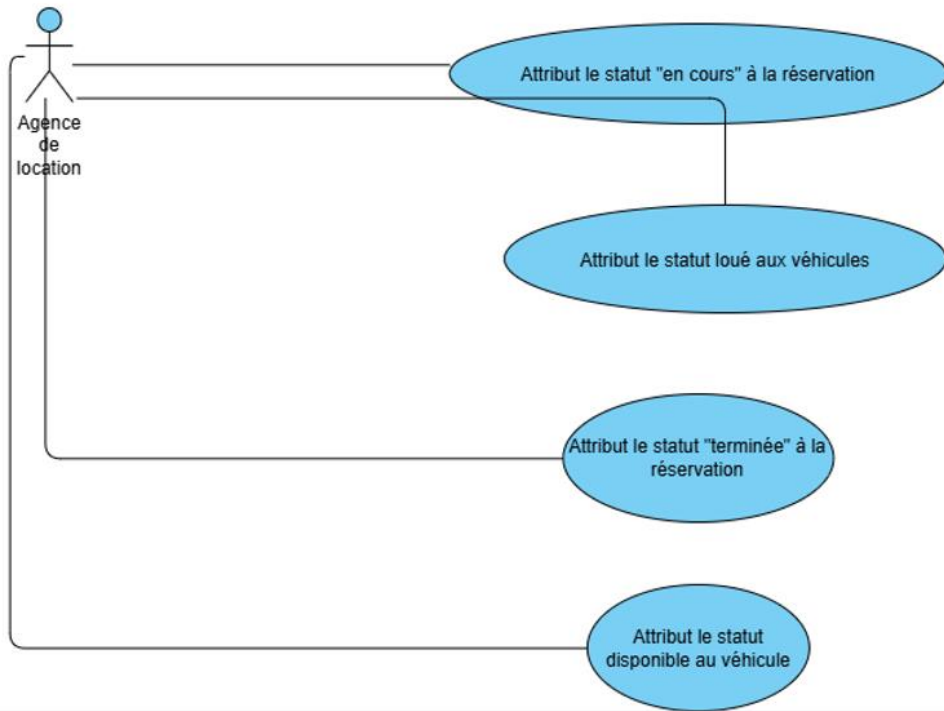 Agence
de
location
Attribut le statut "en cours" à la réservation
Attribut le statut loué aux véhicules
Attribut le statut "terminée" à la
réservation
Attribut le statut
disponible au véhicule